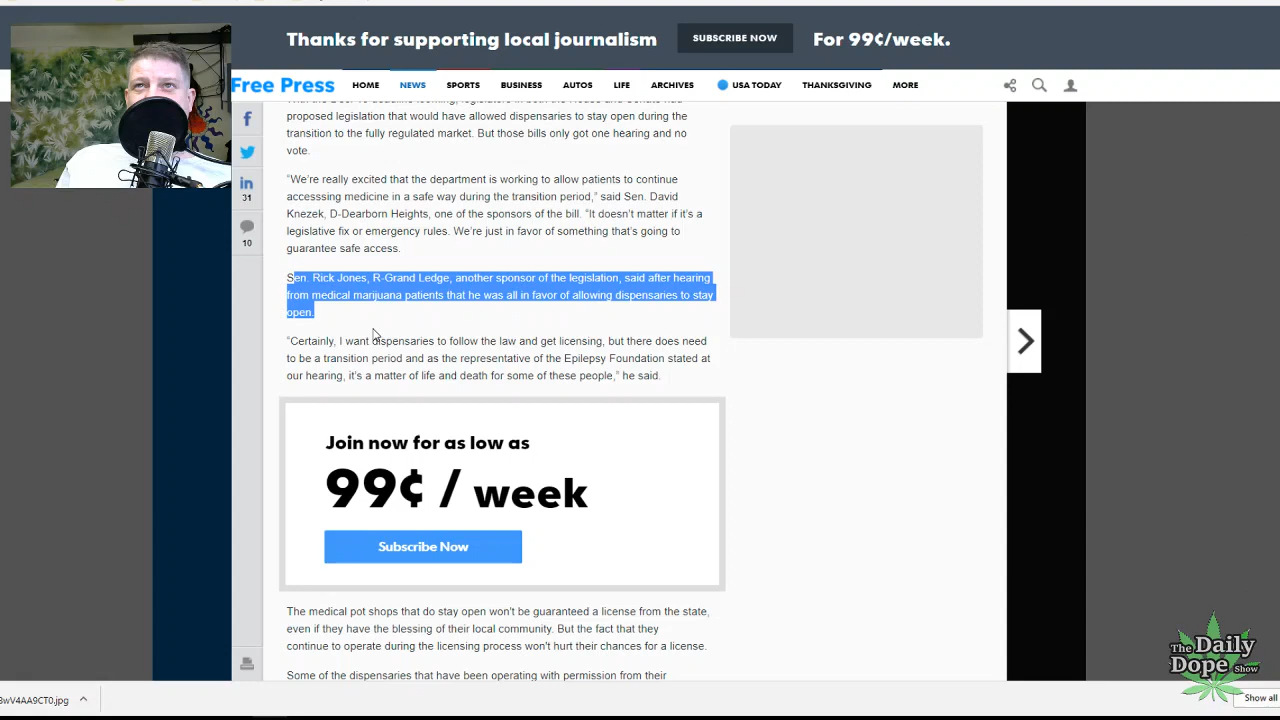 Thanks for supporting local journalism
SUBSCRIBE NOW
For 99¢/week.
Free Press
HOME
NEWS
SPORTS
BUSINESS
AUTOS
LIFE
ARCHIVES
USA TODAY
THANKSGIVING
MORE
proposed legislation that would have allowed dispensaries to stay open during the
transition to the fully regulated market. But those bills only got one hearing and no
vote.
“We’re really excited that the department is working to allow patients to continue
accesssing medicine in a safe way during the transition period,” said Sen. David
Knezek, D-Dearborn Heights, one of the sponsors of the bill. “It doesn’t matter if it’s a
legislative fix or emergency rules. We’re just in favor of something that’s going to
guarantee safe access.
Sen. Rick Jones, R-Grand Ledge, another sponsor of the legislation, said after hearing
from medical marijuana patients that he was all in favor of allowing dispensaries to stay
open.
“Certainly, I want dispensaries to follow the law and get licensing, but there does need
to be a transition period and as the representative of the Epilepsy Foundation stated at
our hearing, it’s a matter of life and death for some of these people,” he said.
Join now for as low as
99¢ / week
Subscribe Now
The medical pot shops that do stay open won’t be guaranteed a license from the state,
even if they have the blessing of their local community. But the fact that they
continue to operate during the licensing process won’t hurt their chances for a license.
Some of the dispensaries that have been operating with permission from their
f
in
31
10
The Daily
Dope Show
BwV4AA9CT0.jpg
Show all